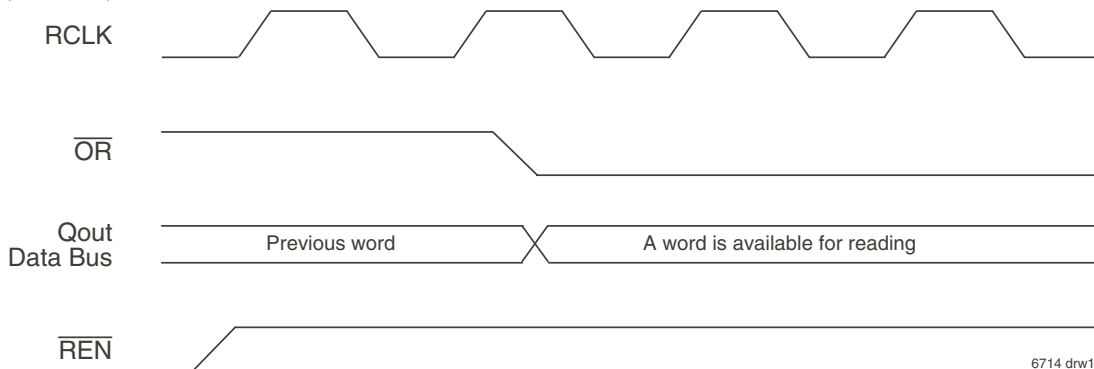 RCLK
OR
Qout
Data Bus
Previous word
A word is available for reading
REN
6714 drw1